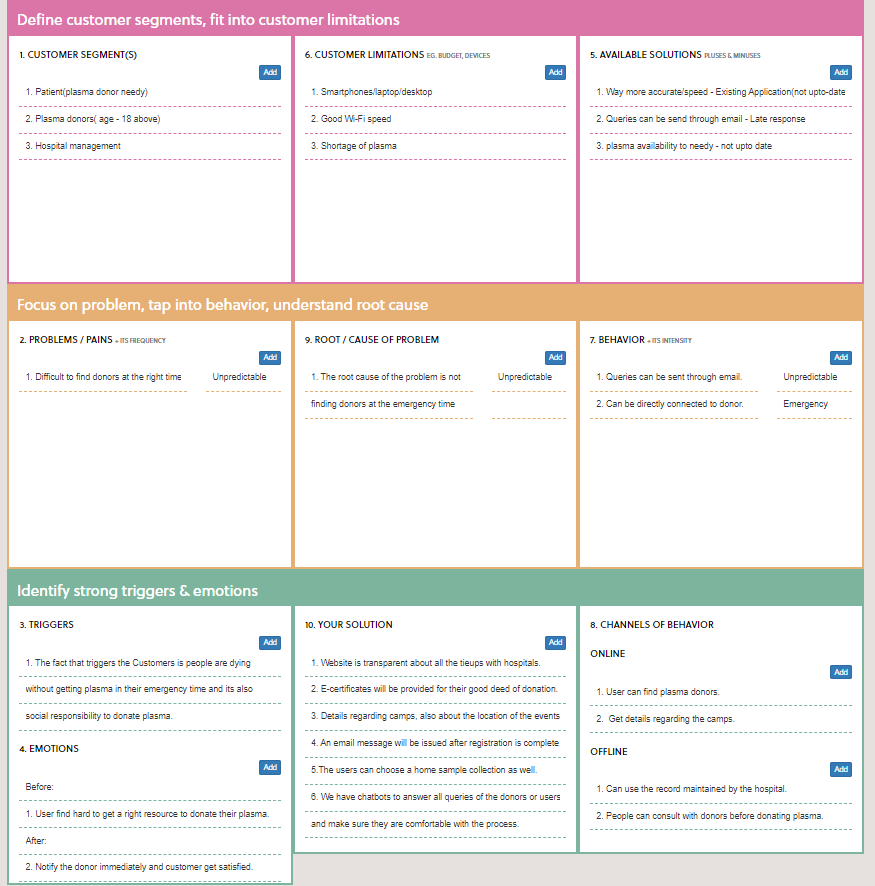 Define customer segments, fit into customer limitations
1. CUSTOMER SEGMENT(S)
Add
1. Patient(plasma donor needy)
2. Plasma donors( age - 18 above)
3. Hospital management
6. CUSTOMER LIMITATIONS EG. BUDGET, DEVICES
Add
1. Smartphones/laptop/desktop
2. Good Wi-Fi speed
3. Shortage of plasma
5. AVAILABLE SOLUTIONS PLUSES & MINUSES
Add
1. Way more accurate/speed - Existing Application(not upto-date
2. Queries can be send through email - Late response
3. plasma availability to needy - not upto date
Focus on problem, tap into behavior, understand root cause
2. PROBLEMS / PAINS + ITS FREQUENCY
Add
1. Difficult to find donors at the right time
Unpredictable
9. ROOT / CAUSE OF PROBLEM
Add
1. The root cause of the problem is not
Unpredictable
finding donors at the emergency time
7. BEHAVIOR + ITS INTENSITY
Add
1. Queries can be sent through email.
Unpredictable
2. Can be directly connected to donor.
Emergency
Identify strong triggers & emotions
3. TRIGGERS
Add
1. The fact that triggers the Customers is people are dying
without getting plasma in their emergency time and its also
social responsibility to donate plasma.
4. EMOTIONS
Add
Before:
1. User find hard to get a right resource to donate their plasma.
After:
2. Notify the donor immediately and customer get satisfied.
10. YOUR SOLUTION
Add
1. Website is transparent about all the tieups with hospitals.
2. E-certificates will be provided for their good deed of donation.
3. Details regarding camps, also about the location of the events
4. An email message will be issued after registration is complete
5.The users can choose a home sample collection as well.
6. We have chatbots to answer all queries of the donors or users
and make sure they are comfortable with the process.
8. CHANNELS OF BEHAVIOR
ONLINE
Add
1. User can find plasma donors.
2. Get details regarding the camps.
OFFLINE
Add
1. Can use the record maintained by the hospital.
2. People can consult with donors before donating plasma.